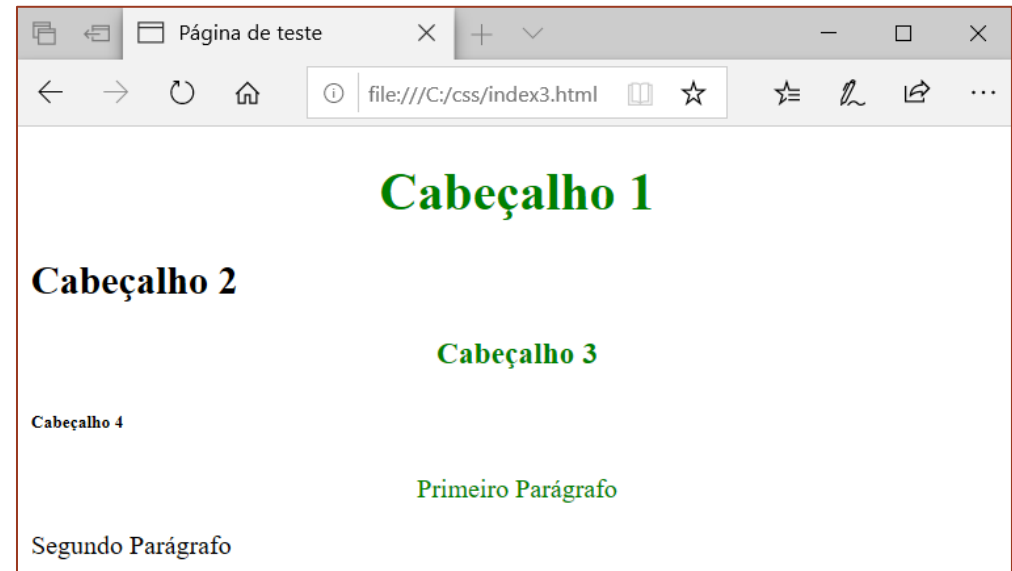 Página de teste
file:///C:/css/index3.html
Cabeçalho 1
Cabeçalho 2
Cabeçalho 3
Cabeçalho 4
Primeiro Parágrafo
Segundo Parágrafo